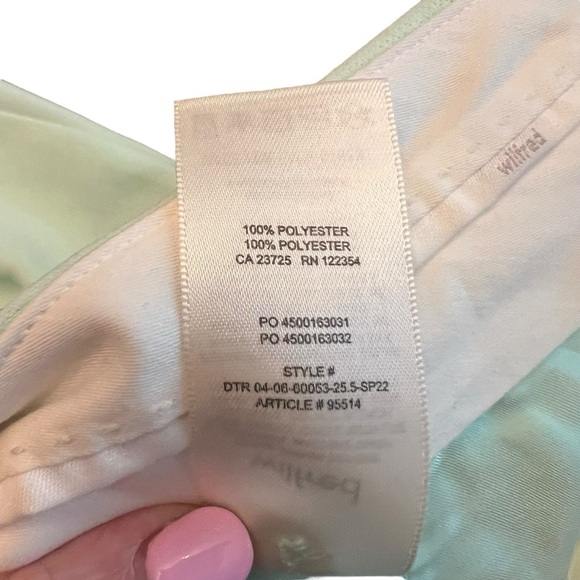 wilfred
100% POLYESTER
100% POLYESTER
CA 23725 RN 122354
PO 4500163031
PO 4500163032
STYLE #
DTR 04-06-60053-25.5-SP22
ARTICLE # 95514
wilfred